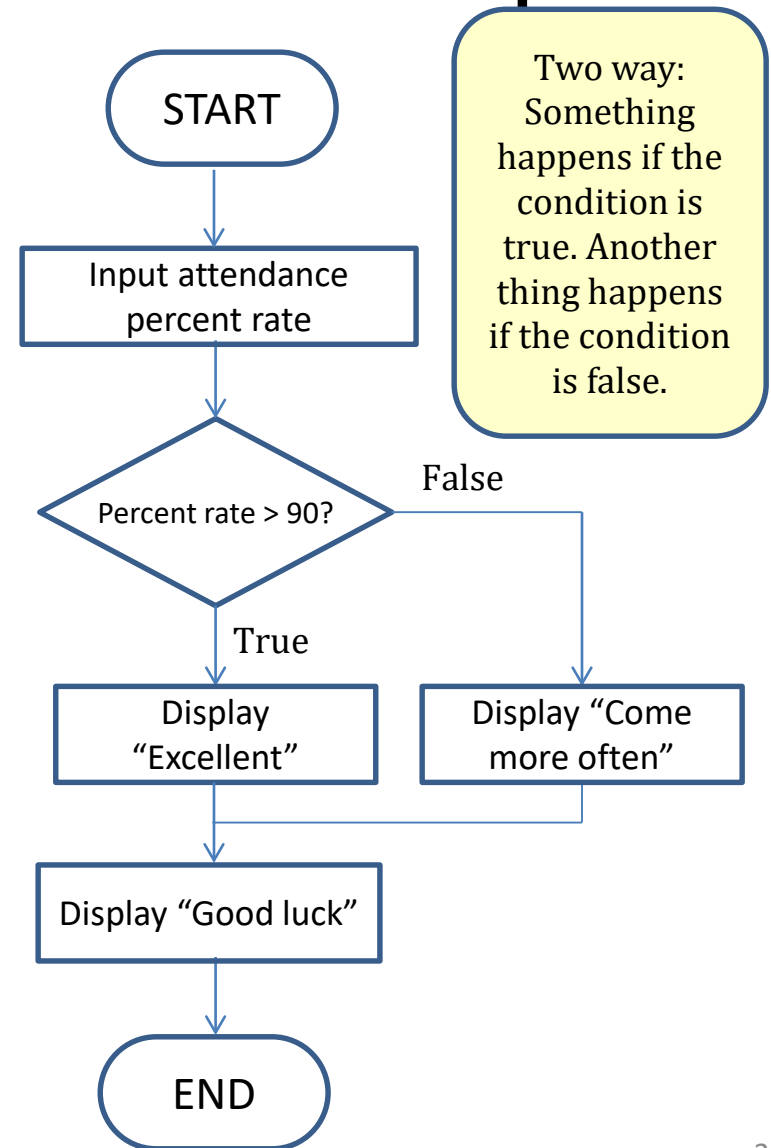 START
Two way:
Something
happens if the
condition is
true. Another
thing happens
if the condition
is false.
Input attendance
percent rate
Percent rate > 90?
False
True
Display
“Excellent”
Display “Come
more often”
Display “Good luck”
END